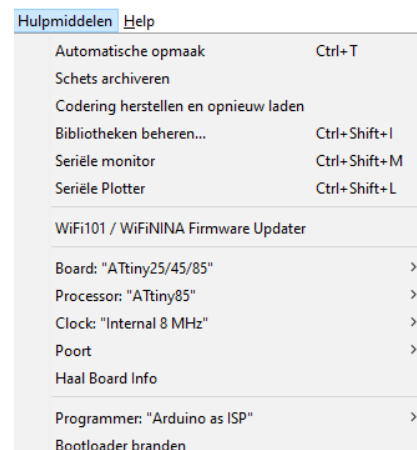 Hulpmiddelen Help
Automatische opmaak Ctrl+T
Schets archiveren
Codering herstellen en opnieuw laden
Bibliotheken beheren... Ctrl+Shift+I
Seriële monitor Ctrl+Shift+M
Seriële Plotter Ctrl+Shift+L
WiFi101 / WiFiNINA Firmware Updater
Board: "ATtiny25/45/85"
Processor: "ATtiny85"
Clock: "Internal 8 MHz"
Poort
Haal Board Info
Programmer: "Arduino as ISP"
Bootloader branden